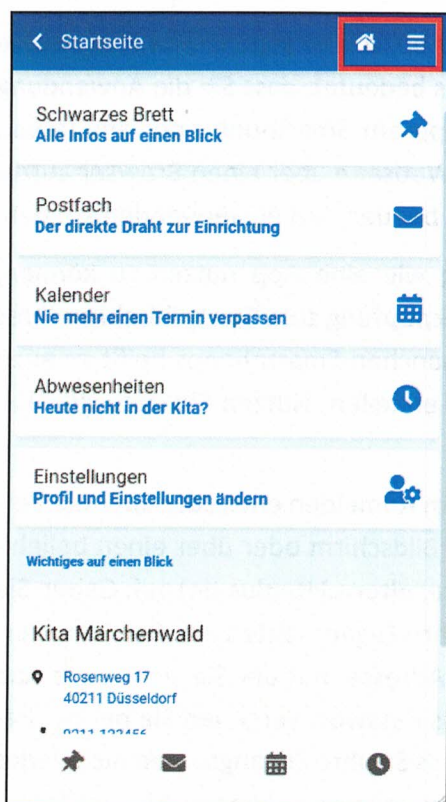 Startseite
Schwarzes Brett
Alle Infos auf einen Blick
Postfach
Der direkte Draht zur Einrichtung
Kalender
Nie mehr einen Termin verpassen
Abwesenheiten
Heute nicht in der Kita?
Einstellungen
Profil und Einstellungen ändern
Wichtiges auf einen Blick
Kita Märchenwald
Rosenweg 17
40211 Düsseldorf
0211 123456